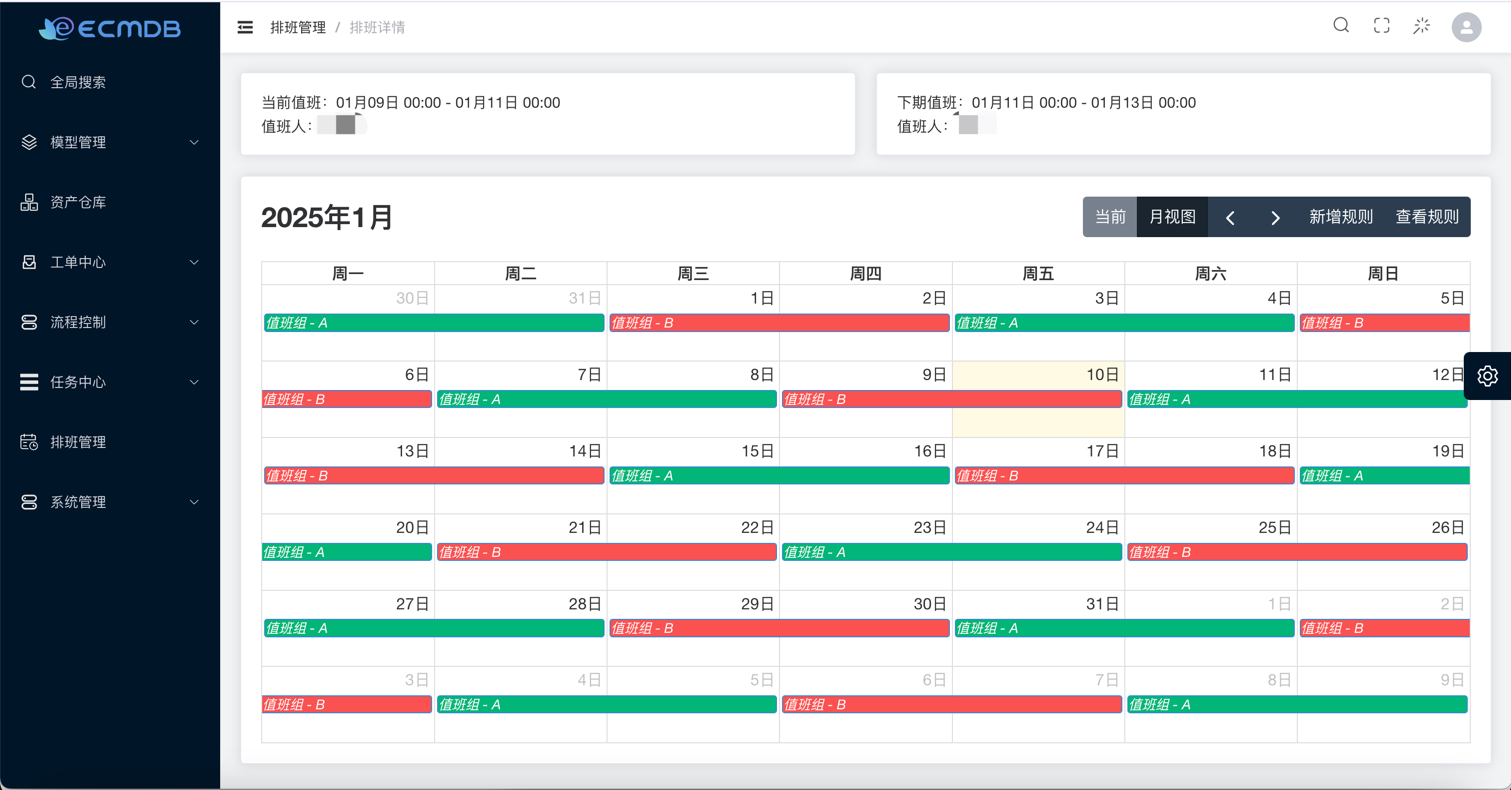 ECMDB
全局搜索
模型管理
资产仓库
工单中心
流程控制
任务中心
排班管理
系统管理
排班管理 / 排班详情
当前值班：01月09日 00:00 - 01月11日 00:00
值班人：
下期值班：01月11日 00:00 - 01月13日 00:00
值班人：
2025年1月
当前 月视图 新增规则 查看规则
周一 周二 周三 周四 周五 周六 周日
30日 31日 1日 2日 3日 4日 5日
值班组 - A 值班组 - B 值班组 - A 值班组 - B
6日 7日 8日 9日 10日 11日 12日
值班组 - B 值班组 - A 值班组 - B 值班组 - A
13日 14日 15日 16日 17日 18日 19日
值班组 - B 值班组 - A 值班组 - B 值班组 - A
20日 21日 22日 23日 24日 25日 26日
值班组 - A 值班组 - B 值班组 - A 值班组 - B
27日 28日 29日 30日 31日 1日 2日
值班组 - A 值班组 - B 值班组 - A 值班组 - B
3日 4日 5日 6日 7日 8日 9日
值班组 - B 值班组 - A 值班组 - B 值班组 - A